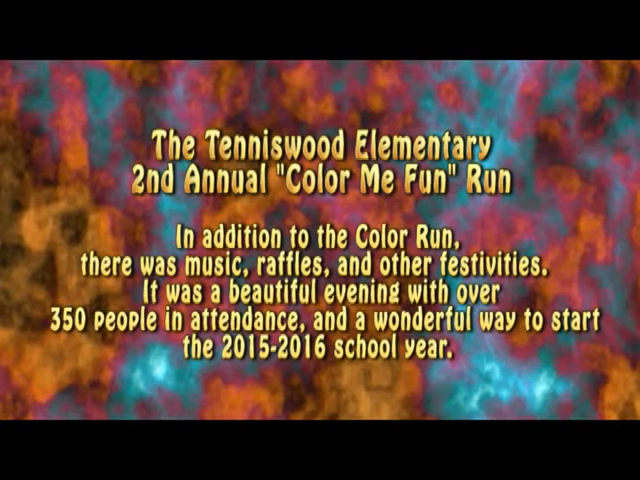 The Tenniswood Elementary
2nd Annual "Color Me Fun" Run
In addition to the Color Run,
there was music, raffles, and other festivities.
It was a beautiful evening with over
350 people in attendance, and a wonderful way to start
the 2015-2016 school year.